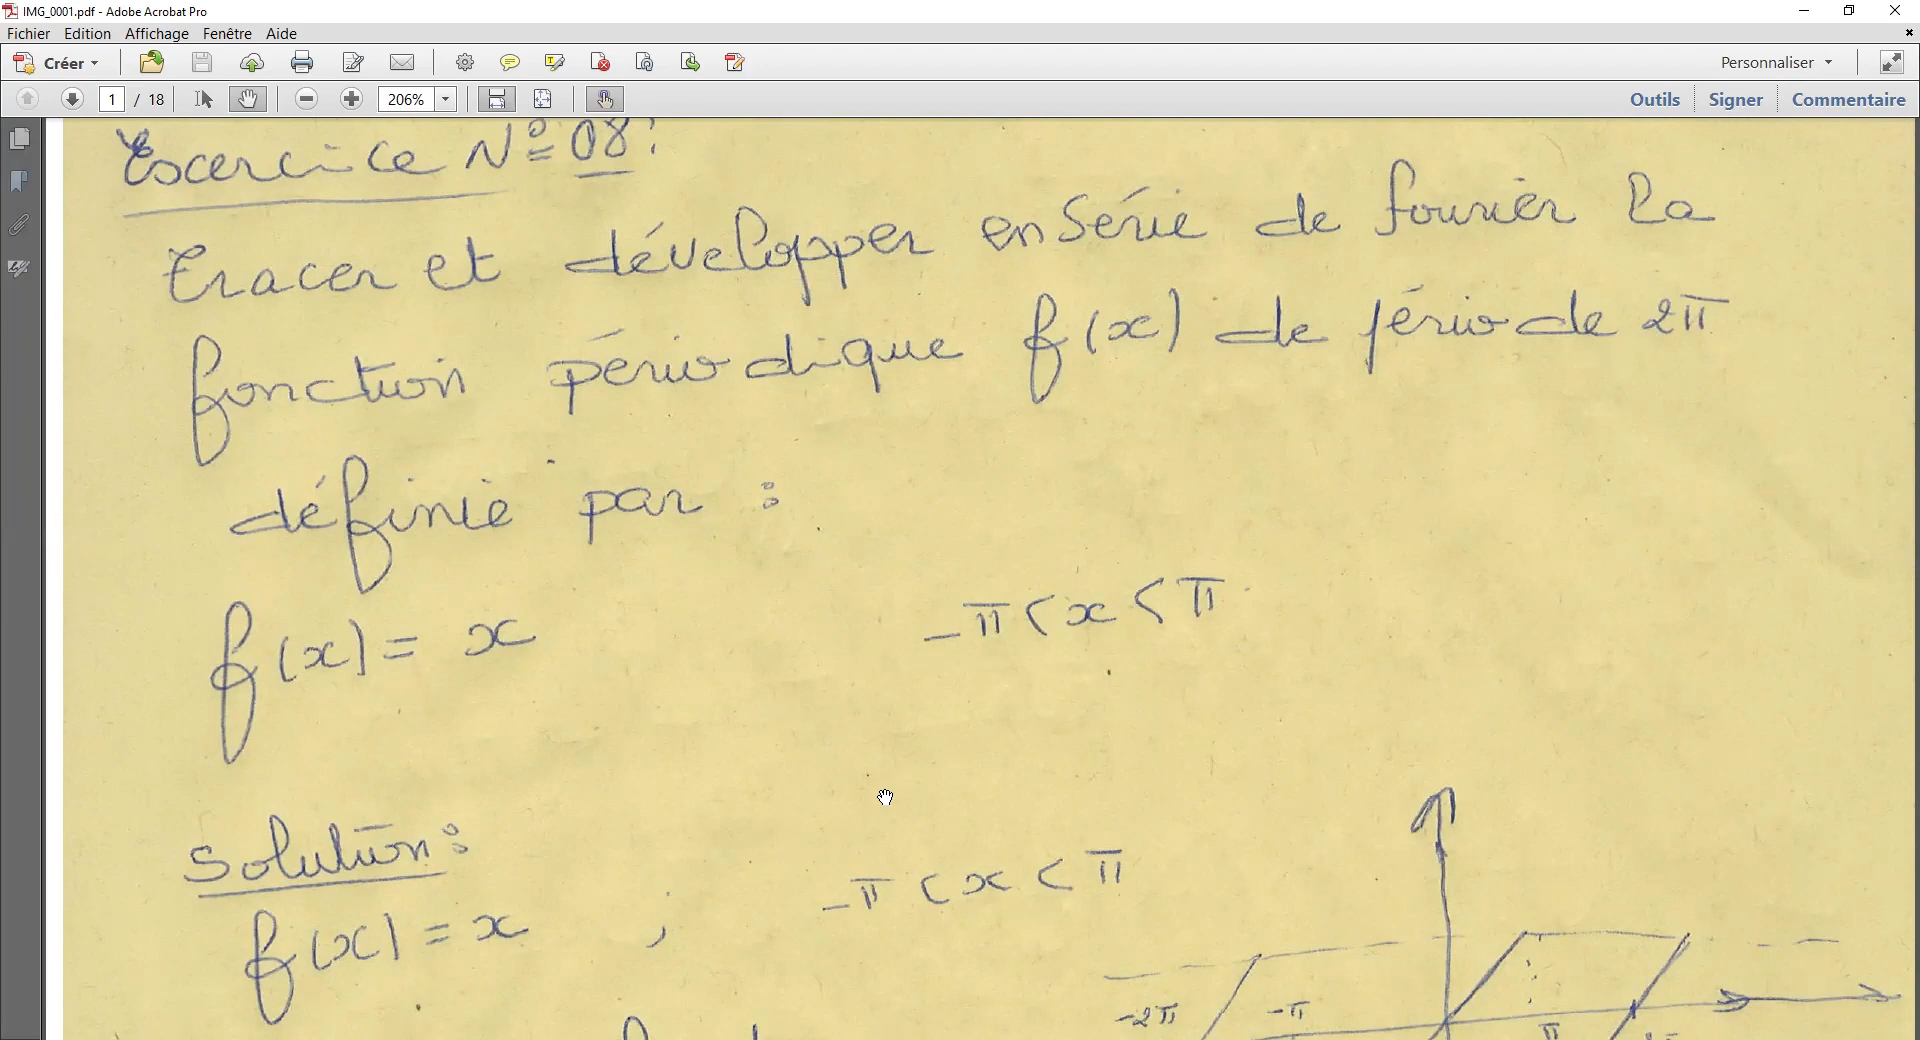 IMG_0001.pdf - Adobe Acrobat Pro
Fichier Edition Affichage Fenêtre Aide
Créer
Personnaliser
1 / 18 206%
Outils Signer Commentaire
Exercice N° 08:
Tracer et développer en Série de fourier la
fonction périodique f(x) de période 2π
définie par :
f(x) = x -π < x < π
Solution:
f(x) = x ; -π < x < π
-2π -π π